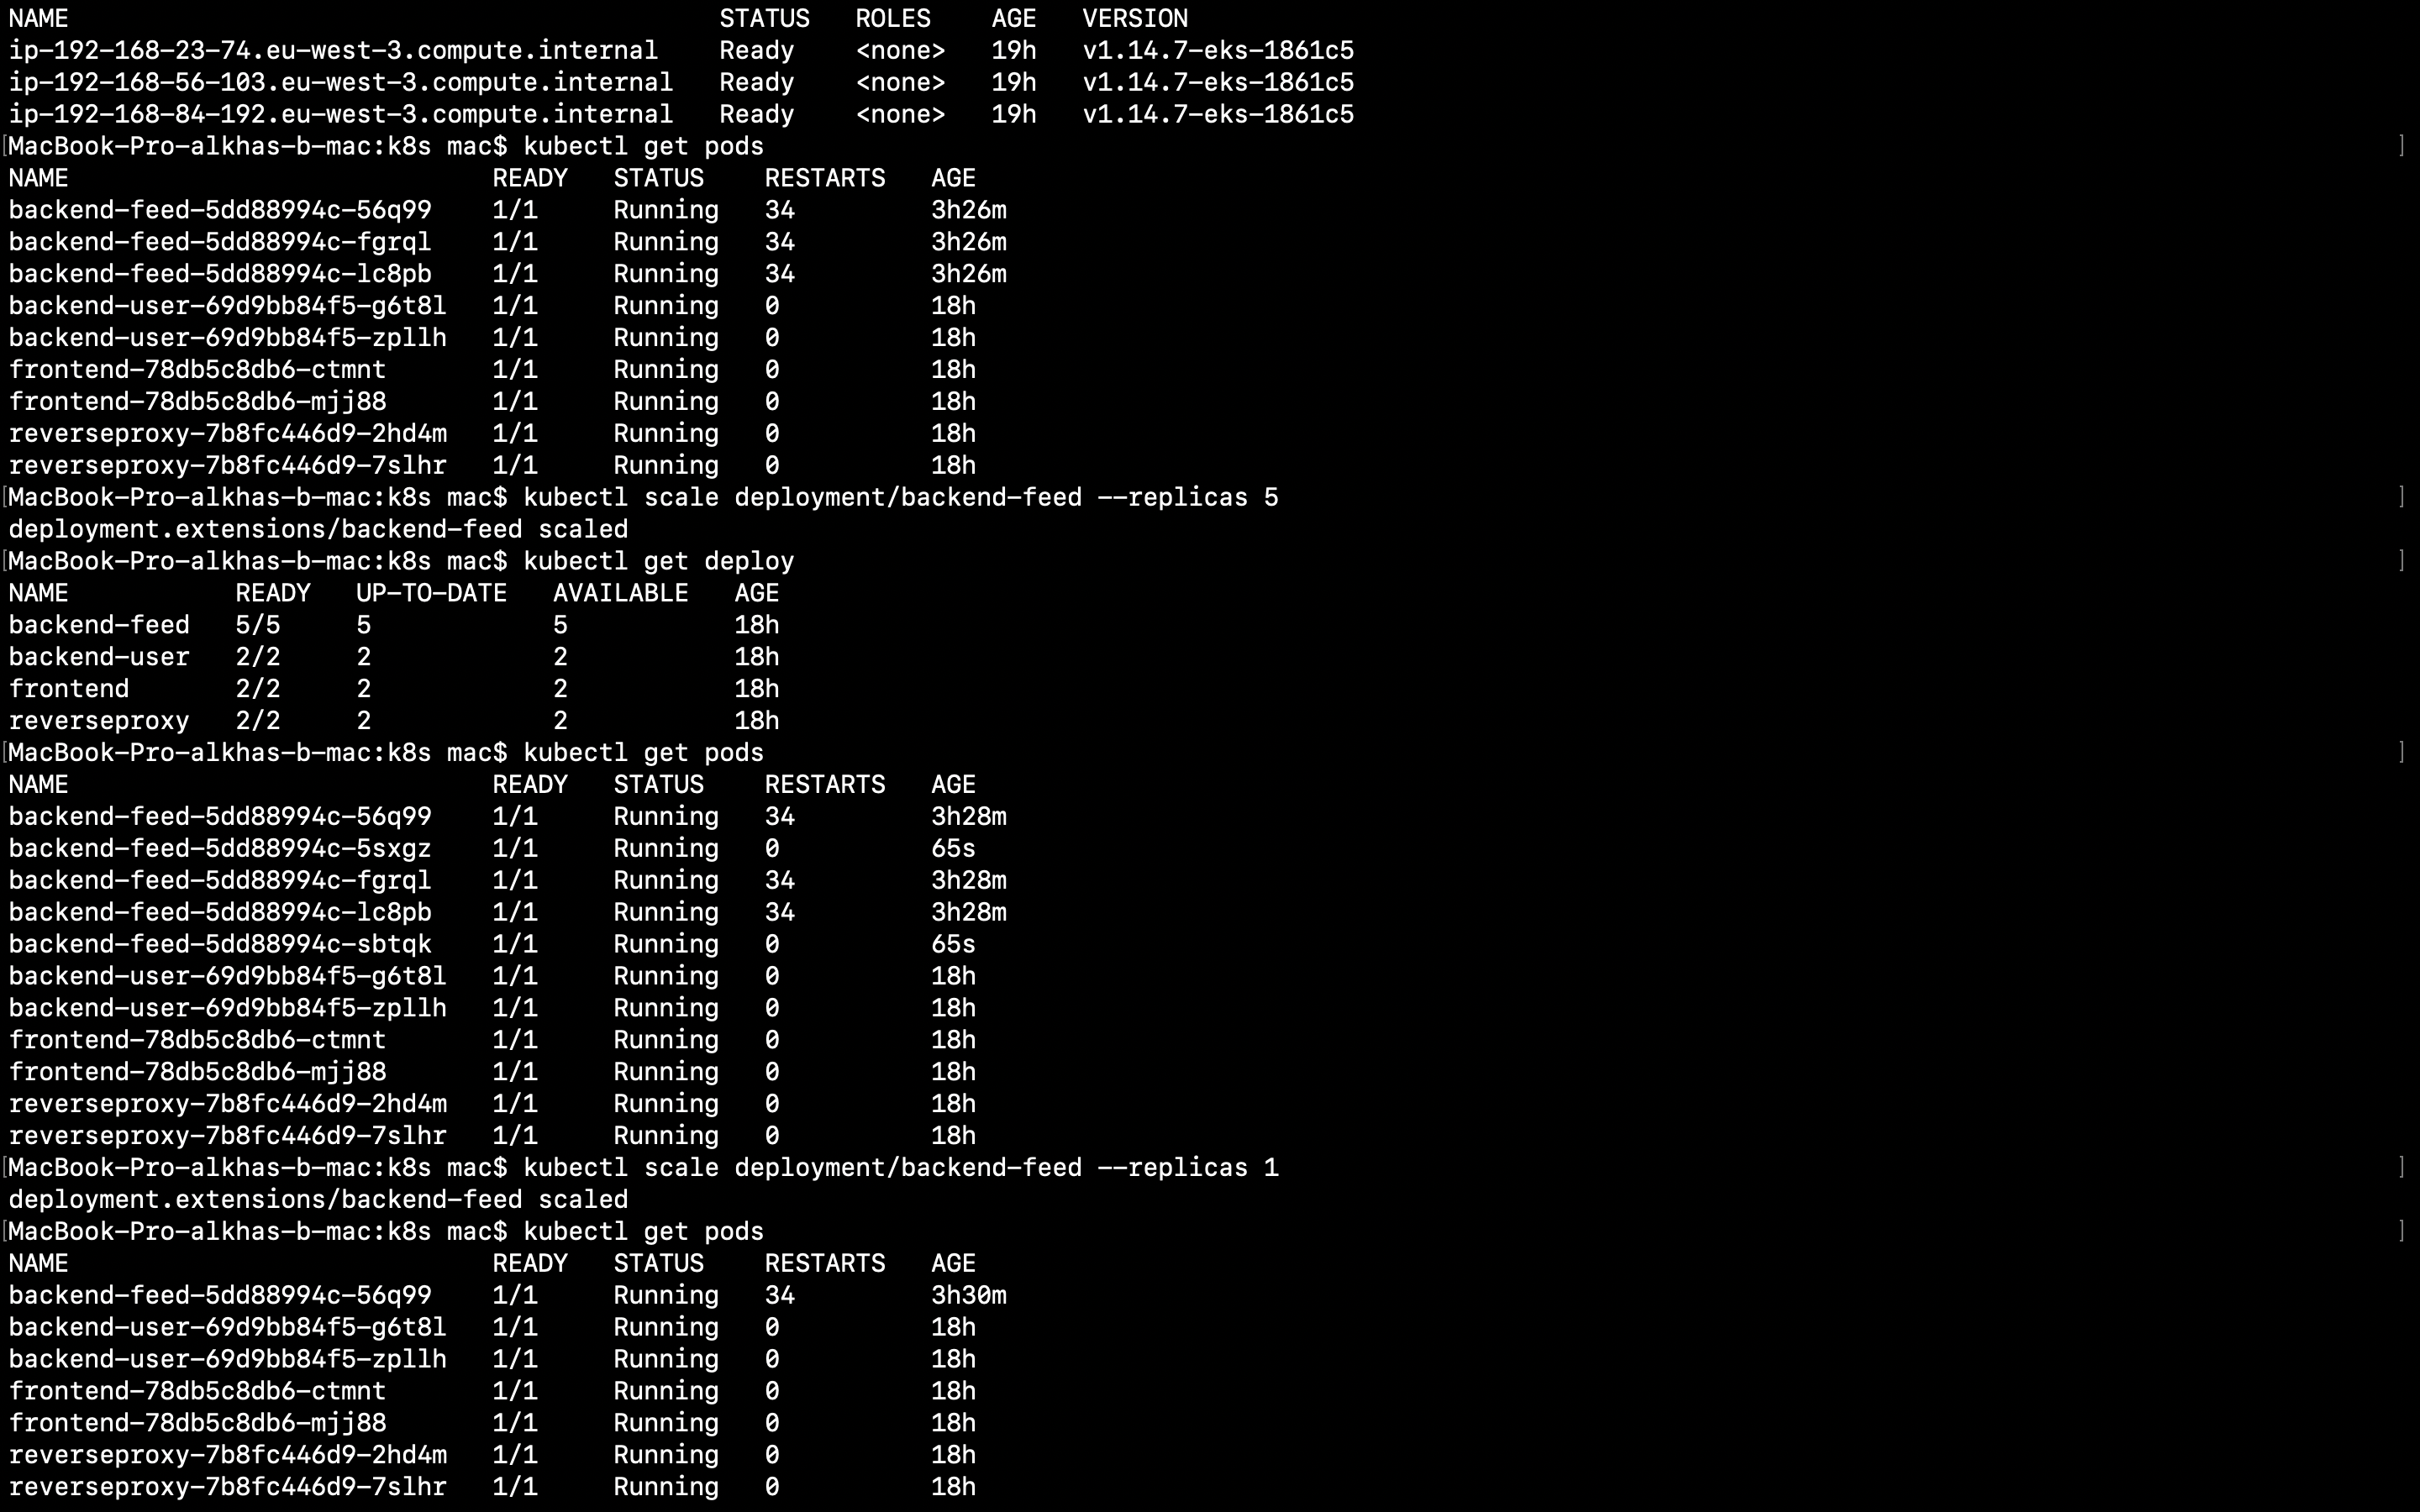 NAME                                           STATUS   ROLES    AGE   VERSION
ip-192-168-23-74.eu-west-3.compute.internal    Ready    <none>   19h   v1.14.7-eks-1861c5
ip-192-168-56-103.eu-west-3.compute.internal   Ready    <none>   19h   v1.14.7-eks-1861c5
ip-192-168-84-192.eu-west-3.compute.internal   Ready    <none>   19h   v1.14.7-eks-1861c5
[MacBook-Pro-alkhas-b-mac:k8s mac$ kubectl get pods ]
NAME                            READY   STATUS    RESTARTS   AGE
backend-feed-5dd88994c-56q99    1/1     Running   34         3h26m
backend-feed-5dd88994c-fgrql    1/1     Running   34         3h26m
backend-feed-5dd88994c-lc8pb    1/1     Running   34         3h26m
backend-user-69d9bb84f5-g6t8l   1/1     Running   0          18h
backend-user-69d9bb84f5-zpllh   1/1     Running   0          18h
frontend-78db5c8db6-ctmnt       1/1     Running   0          18h
frontend-78db5c8db6-mjj88       1/1     Running   0          18h
reverseproxy-7b8fc446d9-2hd4m   1/1     Running   0          18h
reverseproxy-7b8fc446d9-7slhr   1/1     Running   0          18h
[MacBook-Pro-alkhas-b-mac:k8s mac$ kubectl scale deployment/backend-feed --replicas 5 ]
deployment.extensions/backend-feed scaled
[MacBook-Pro-alkhas-b-mac:k8s mac$ kubectl get deploy ]
NAME           READY   UP-TO-DATE   AVAILABLE   AGE
backend-feed   5/5     5            5           18h
backend-user   2/2     2            2           18h
frontend       2/2     2            2           18h
reverseproxy   2/2     2            2           18h
[MacBook-Pro-alkhas-b-mac:k8s mac$ kubectl get pods ]
NAME                            READY   STATUS    RESTARTS   AGE
backend-feed-5dd88994c-56q99    1/1     Running   34         3h28m
backend-feed-5dd88994c-5sxgz    1/1     Running   0          65s
backend-feed-5dd88994c-fgrql    1/1     Running   34         3h28m
backend-feed-5dd88994c-lc8pb    1/1     Running   34         3h28m
backend-feed-5dd88994c-sbtqk    1/1     Running   0          65s
backend-user-69d9bb84f5-g6t8l   1/1     Running   0          18h
backend-user-69d9bb84f5-zpllh   1/1     Running   0          18h
frontend-78db5c8db6-ctmnt       1/1     Running   0          18h
frontend-78db5c8db6-mjj88       1/1     Running   0          18h
reverseproxy-7b8fc446d9-2hd4m   1/1     Running   0          18h
reverseproxy-7b8fc446d9-7slhr   1/1     Running   0          18h
[MacBook-Pro-alkhas-b-mac:k8s mac$ kubectl scale deployment/backend-feed --replicas 1 ]
deployment.extensions/backend-feed scaled
[MacBook-Pro-alkhas-b-mac:k8s mac$ kubectl get pods ]
NAME                            READY   STATUS    RESTARTS   AGE
backend-feed-5dd88994c-56q99    1/1     Running   34         3h30m
backend-user-69d9bb84f5-g6t8l   1/1     Running   0          18h
backend-user-69d9bb84f5-zpllh   1/1     Running   0          18h
frontend-78db5c8db6-ctmnt       1/1     Running   0          18h
frontend-78db5c8db6-mjj88       1/1     Running   0          18h
reverseproxy-7b8fc446d9-2hd4m   1/1     Running   0          18h
reverseproxy-7b8fc446d9-7slhr   1/1     Running   0          18h